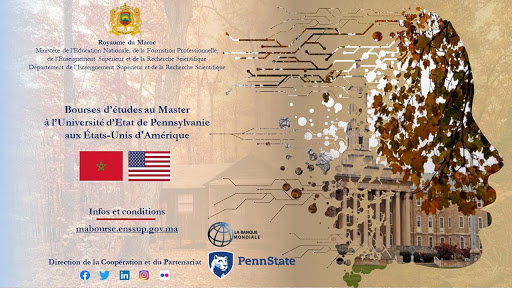 Royaume du Maroc
Ministère de l'Education Nationale, de la Formation Professionnelle,
de l'Enseignement Supérieur et de la Recherche Scientifique
Département de l'Enseignement Supérieur et de la Recherche Scientifique
Bourses d'études au Master
à l'Université d'Etat de Pennsylvanie
aux États-Unis d'Amérique
Infos et conditions
mabourse.enssup.gov.ma
LA BANQUE
MONDIALE
Direction de la Coopération et du Partenariat
PennState